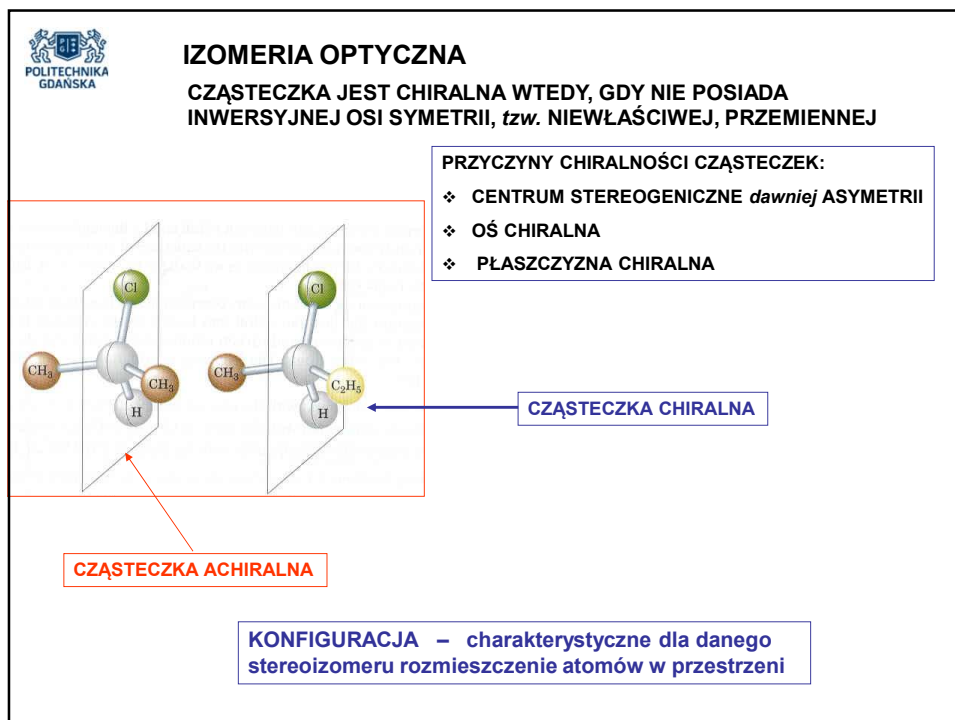 POLITECHNIKA
GDAŃSKA
IZOMERIA OPTYCZNA
CZĄSTECZKA JEST CHIRALNA WTEDY, GDY NIE POSIADA
INWERSYJNEJ OSI SYMETRII, tzw. NIEWŁAŚCIWEJ, PRZEMIENNEJ
PRZYCZYNY CHIRALNOŚCI CZĄSTECZEK:
❖ CENTRUM STEREOGENICZNE dawniej ASYMETRII
❖ OŚ CHIRALNA
❖ PŁASZCZYZNA CHIRALNA
Cl
CH₃
CH₃
H
Cl
CH₃
C₂H₅
H
CZĄSTECZKA CHIRALNA
CZĄSTECZKA ACHIRALNA
KONFIGURACJA – charakterystyczne dla danego
stereoizomeru rozmieszczenie atomów w przestrzeni